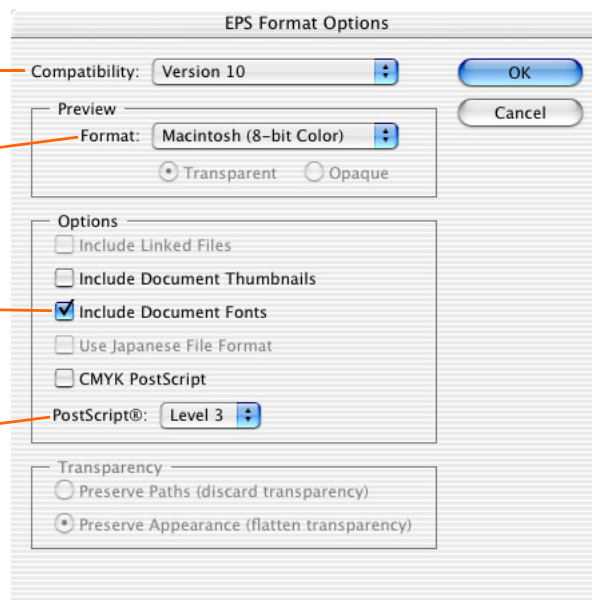 EPS Format Options
Compatibility: Version 10
OK
Preview
Cancel
Format: Macintosh (8-bit Color)
Transparent Opaque
Options
Include Linked Files
Include Document Thumbnails
Include Document Fonts
Use Japanese File Format
CMYK PostScript
PostScript®: Level 3
Transparency
Preserve Paths (discard transparency)
Preserve Appearance (flatten transparency)